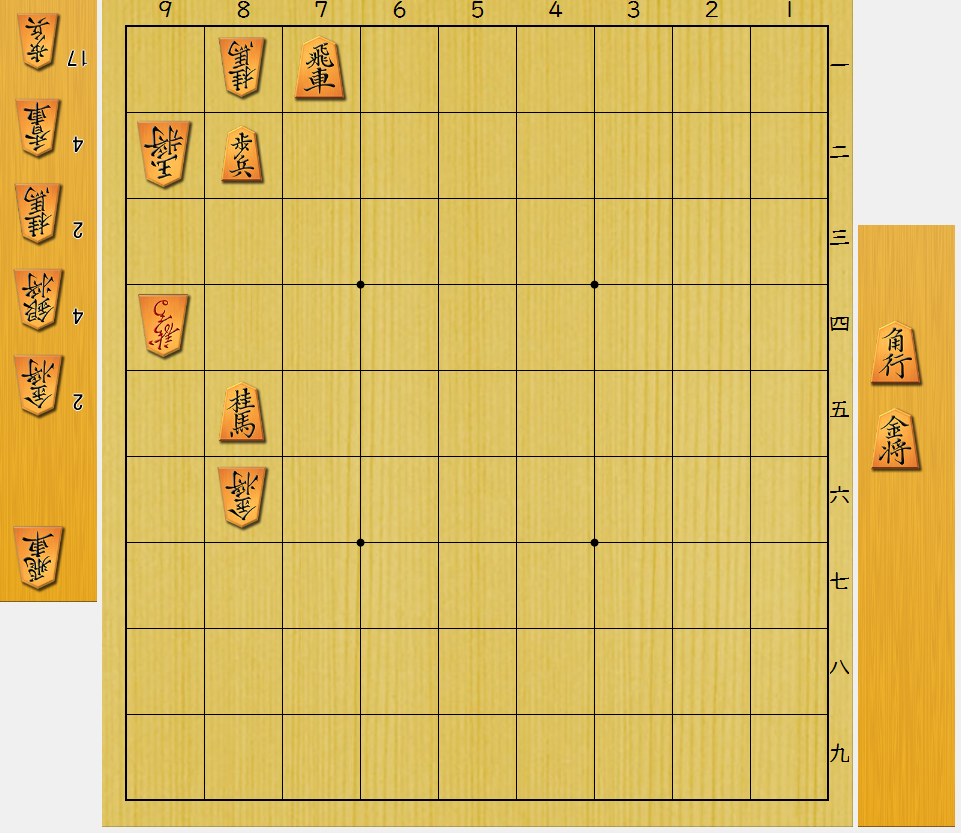 9 8 7 6 5 4 3 2 1
歩兵 17
香車 4
桂馬 2
銀将 4
金将 2
飛車
桂馬 飛車 一
玉将 歩兵 二
三
四
桂馬 五
金将 六
七
八
九
角行
金将